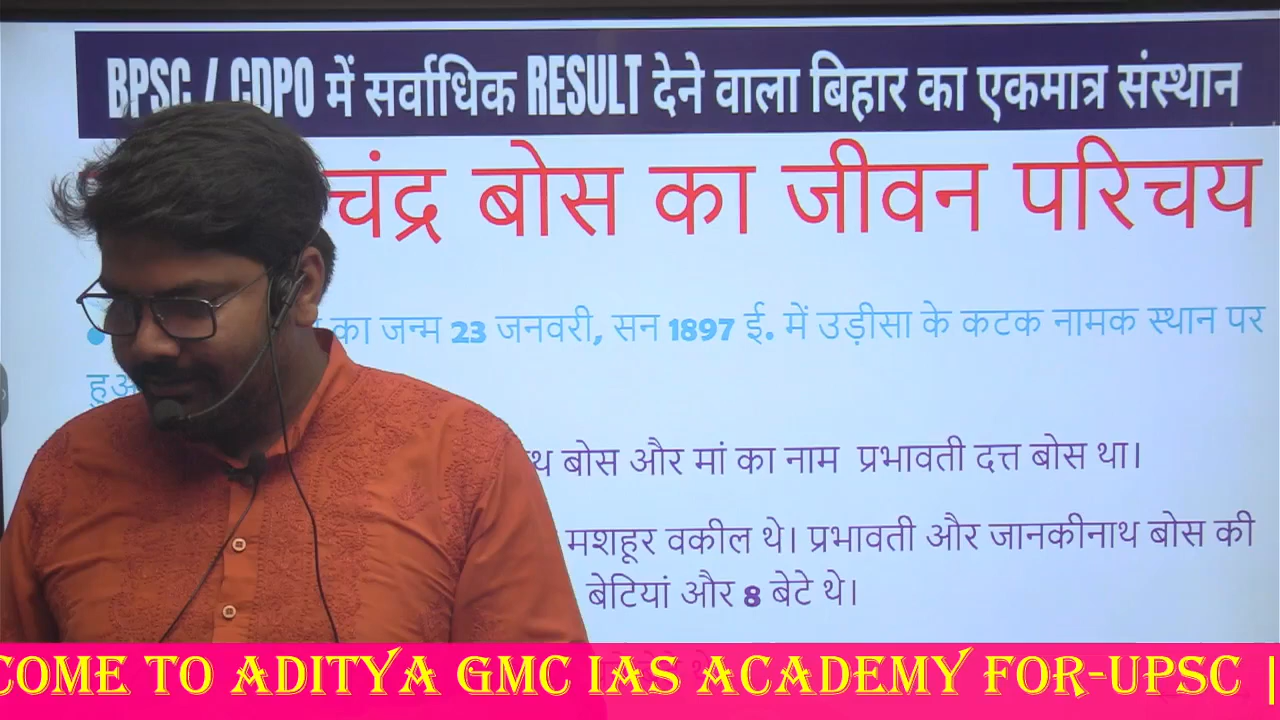 BPSC / CDPO में सर्वाधिक RESULT देने वाला बिहार का एकमात्र संस्थान
चंद्र बोस का जीवन परिचय
का जन्म 23 जनवरी, सन 1897 ई. में उड़ीसा के कटक नामक स्थान पर
बोस और मां का नाम प्रभावती दत्त बोस था।
मशहूर वकील थे। प्रभावती और जानकीनाथ बोस की
बेटियां और 8 बेटे थे।
COME TO ADITYA GMC IAS ACADEMY FOR-UPSC |